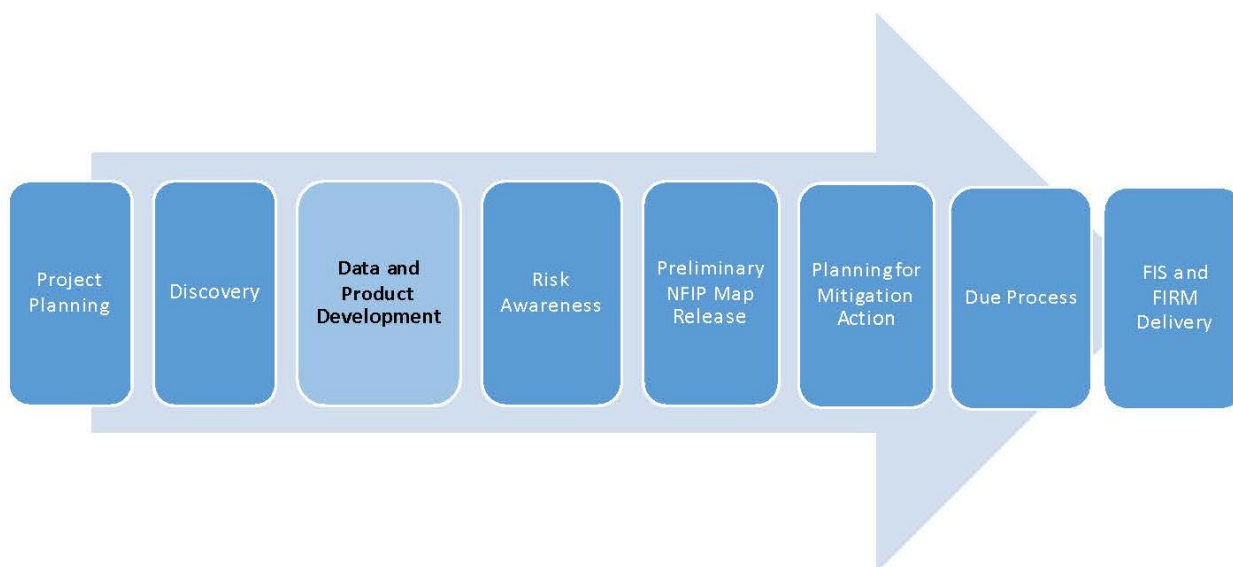 Project
Planning
Discovery
Data and
Product
Development
Risk
Awareness
Preliminary
NFIP Map
Release
Planning for
Mitigation
Action
Due Process
FIS and
FIRM
Delivery